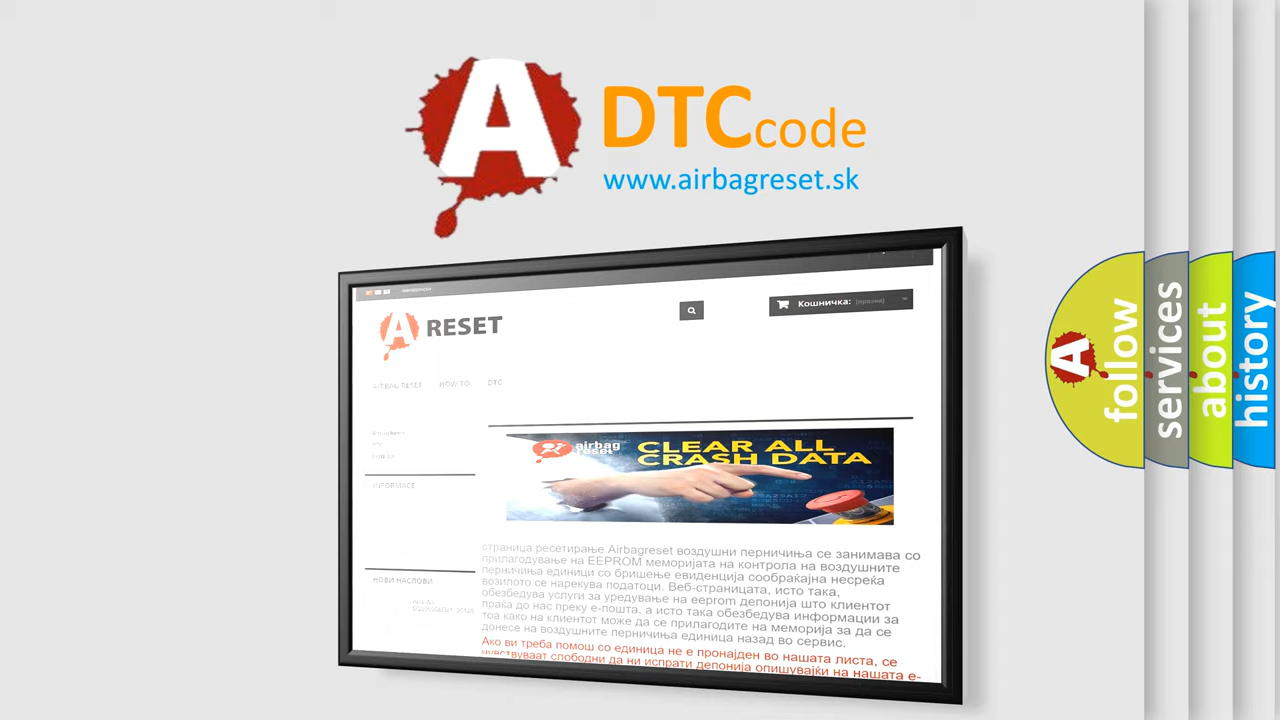 A
DTC code
www.airbagreset.sk
A RESET
Кошничка: (празни)
AIRBAG RESET HOW TO DTC
airbag
reset
CLEAR ALL
CRASH DATA
INFORMACE
страница ресетирање Airbagreset воздушни перничиња се занимава со
прилагодување на EEPROM меморијата на контрола на воздушните
перничиња единици со бришење евиденција сообраќајна несреќа
возилото се нарекува податоци. Веб-страницата, исто така,
обезбедува услуги за уредување на eeprom депонија што клиентот
праќа до нас преку е-пошта, а исто така обезбедува информации за
тоа како на клиентот може да се прилагодите на меморија за да се
донесе на воздушните перничиња единица назад во сервис.
НОВИ НАСЛОВИ
Ако ви треба помош со единица не е пронајден во нашата листа, се
чувствуваат слободни да ни испрати депонија опишувајќи на нашата е-
A
follow
services
about
history